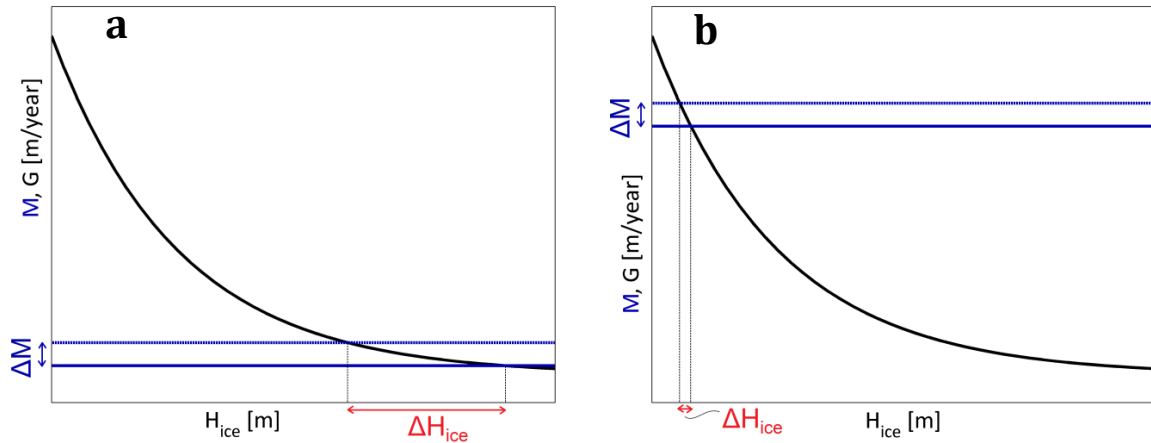 a
M, G [m/year]
ΔM
H_ice [m]
ΔH_ice
b
ΔM
M, G [m/year]
ΔH_ice
H_ice [m]